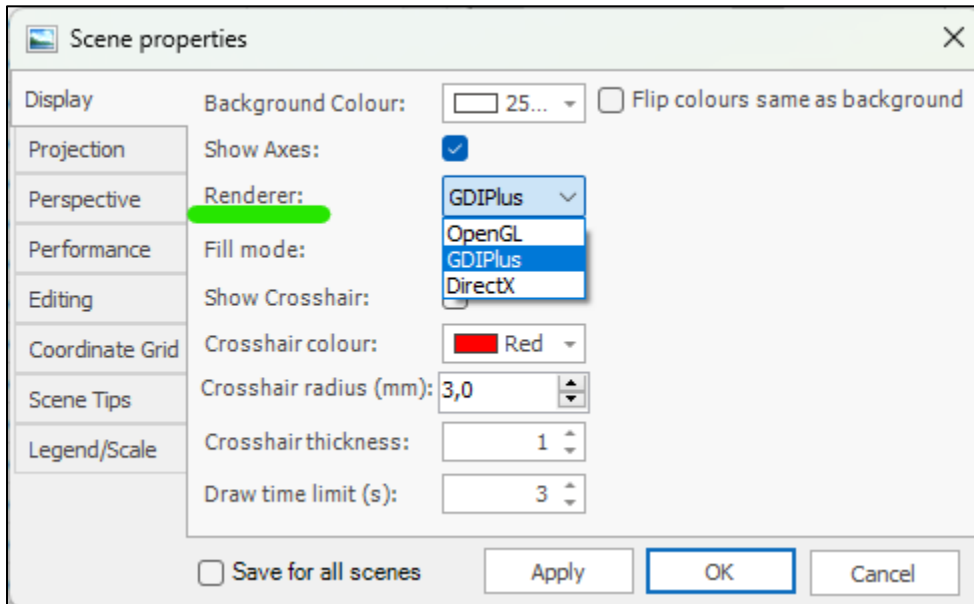 Scene properties
Display
Projection
Perspective
Performance
Editing
Coordinate Grid
Scene Tips
Legend/Scale
Background Colour: 25... Flip colours same as background
Show Axes:
Renderer: GDIPlus
OpenGL
GDIPlus
DirectX
Fill mode:
Show Crosshair:
Crosshair colour: Red
Crosshair radius (mm): 3,0
Crosshair thickness: 1
Draw time limit (s): 3
Save for all scenes Apply OK Cancel